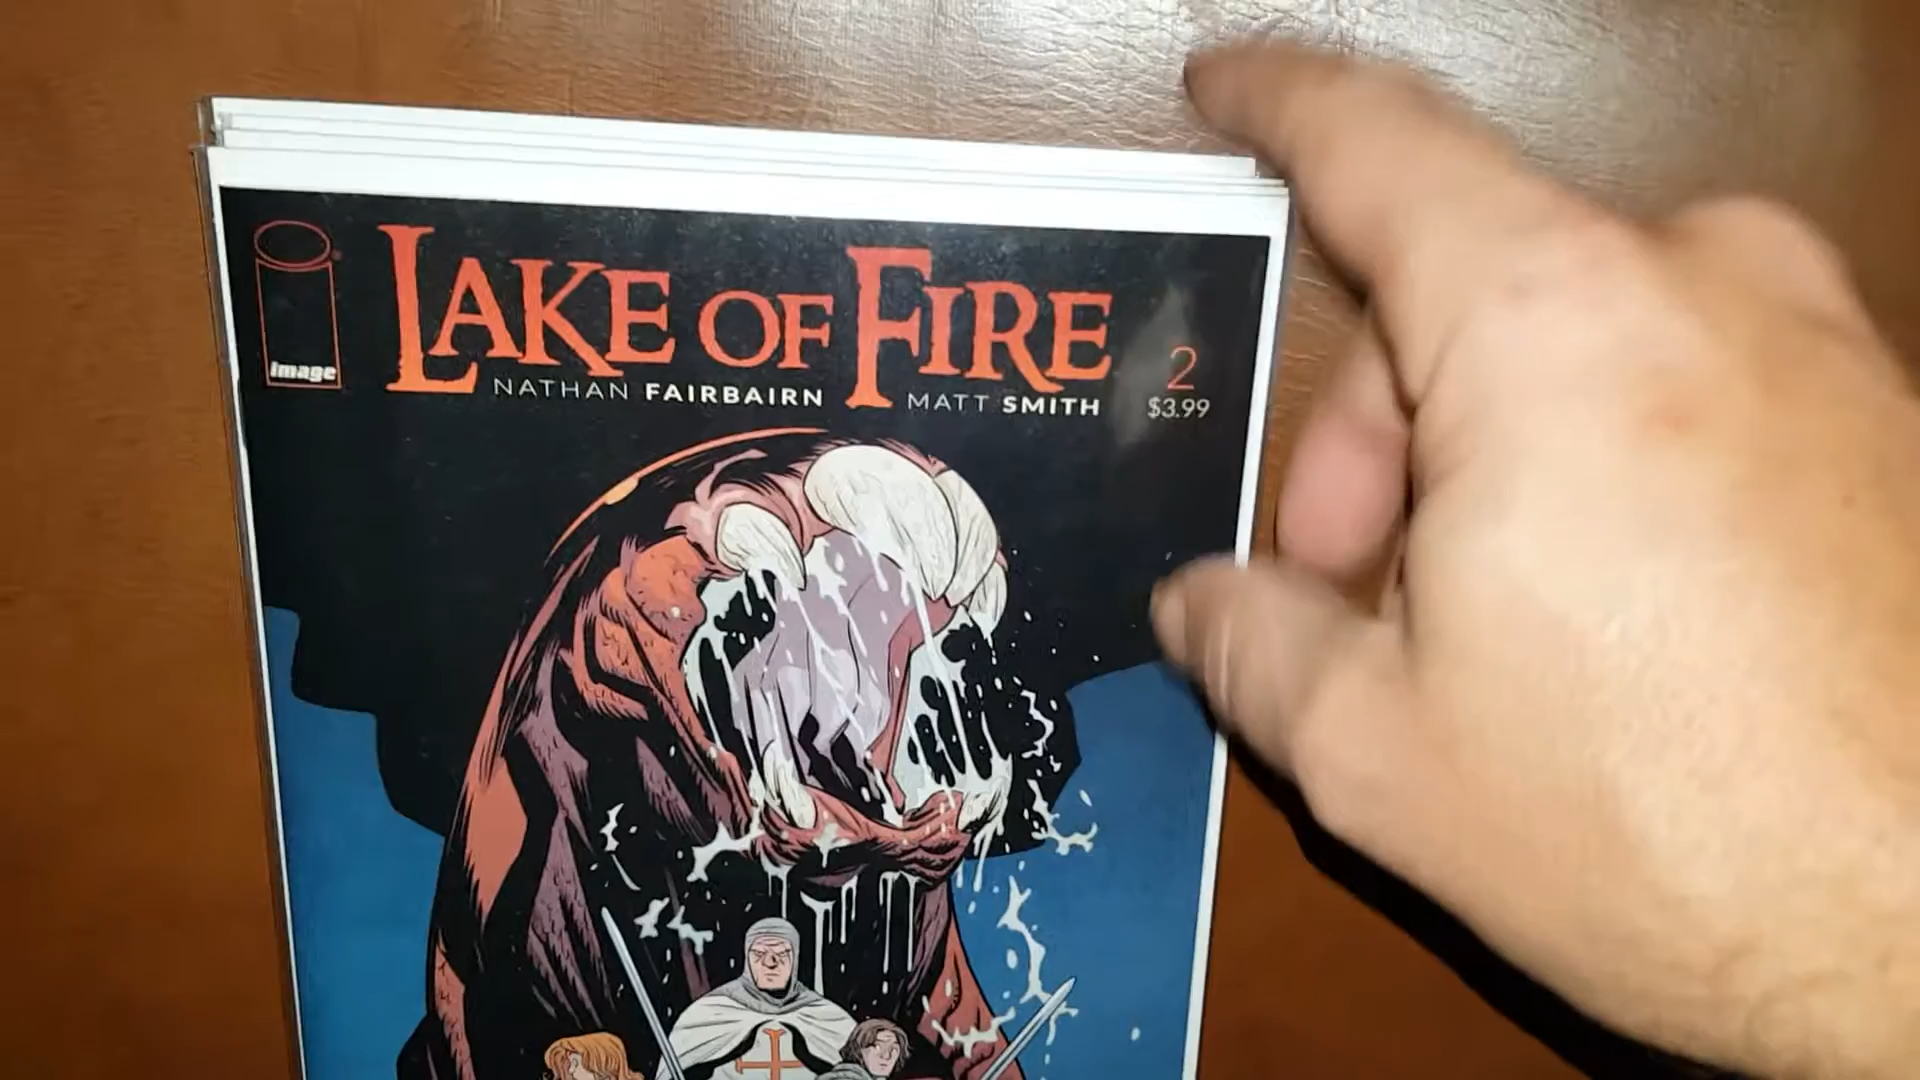 LAKE OF FIRE
NATHAN FAIRBAIRN MATT SMITH
2
$3.99
image